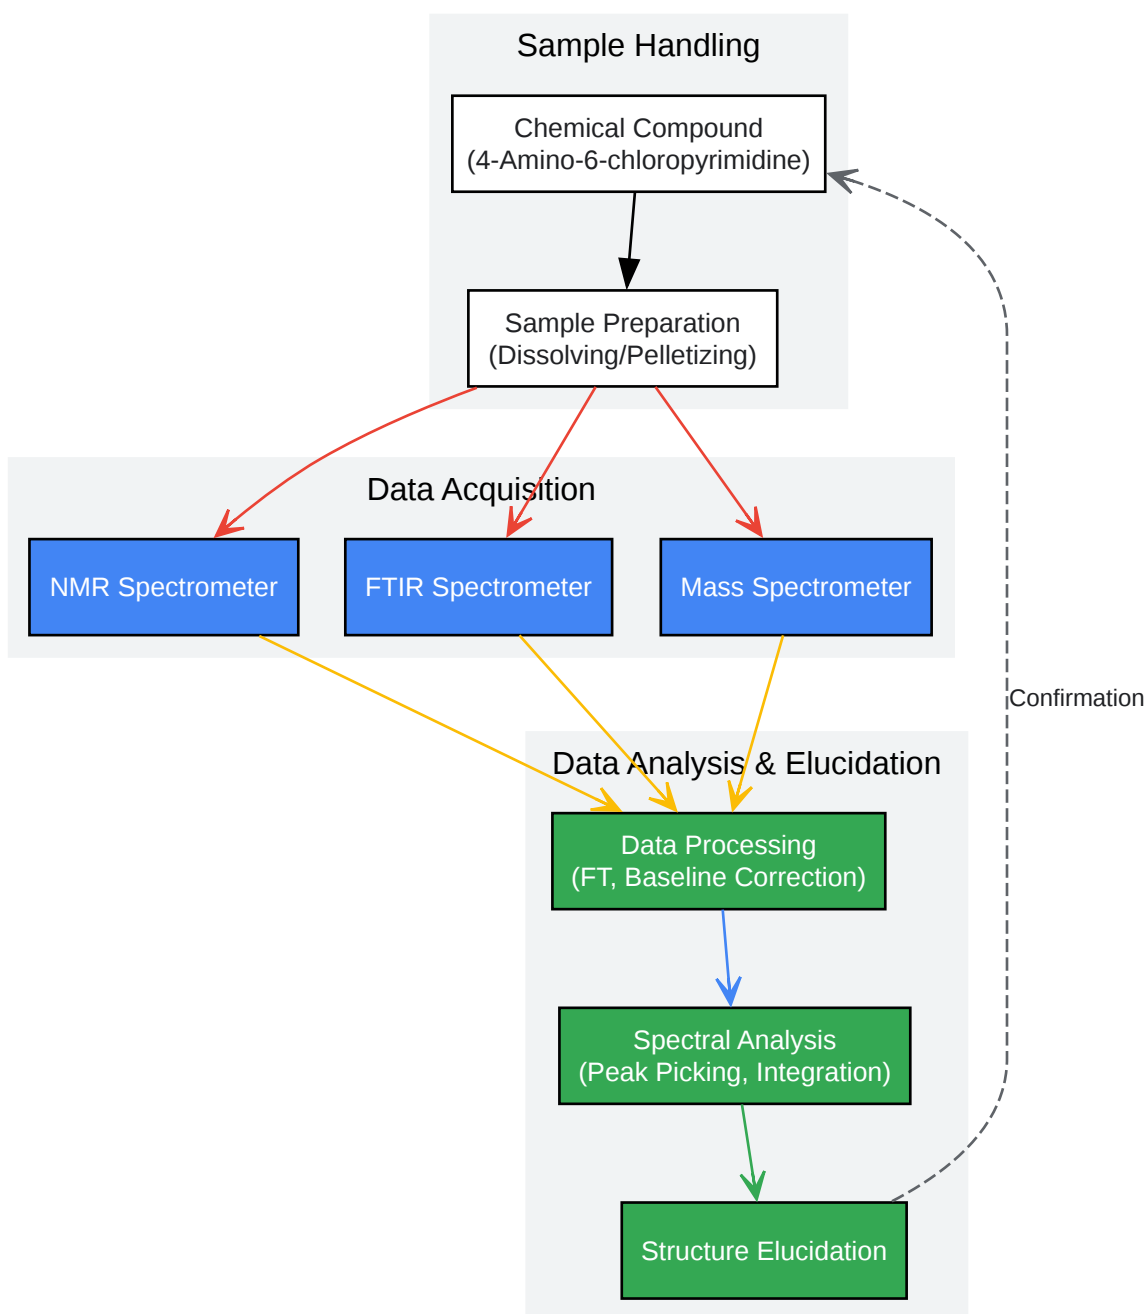 Sample Handling
Chemical Compound
(4-Amino-6-chloropyrimidine)
Sample Preparation
(Dissolving/Pelletizing)
Data Acquisition
NMR Spectrometer
FTIR Spectrometer
Mass Spectrometer
Confirmation
Data Analysis & Elucidation
Data Processing
(FT, Baseline Correction)
Spectral Analysis
(Peak Picking, Integration)
Structure Elucidation